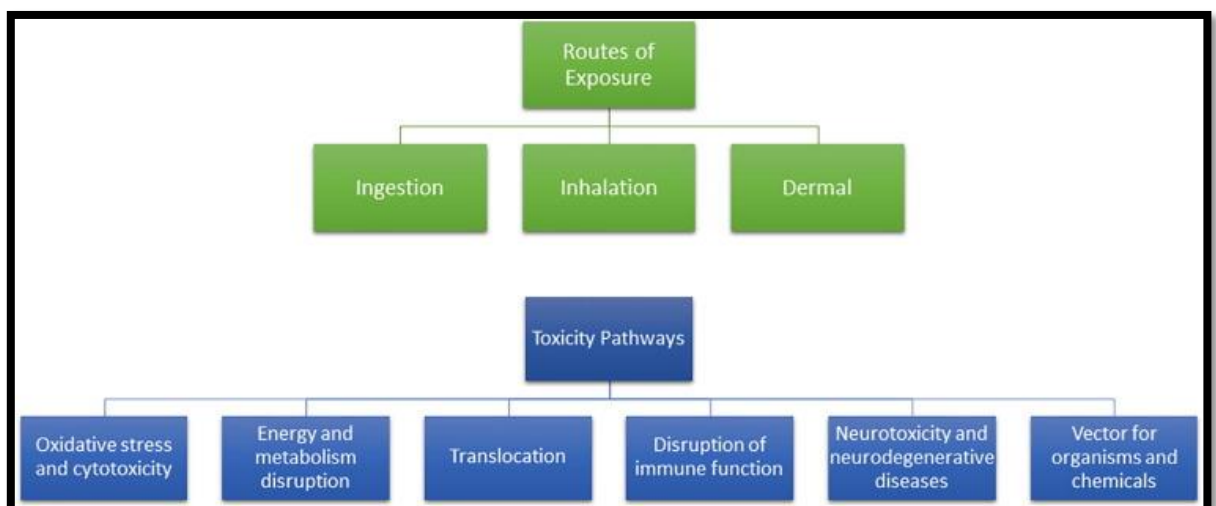 Routes of
Exposure
Ingestion
Inhalation
Dermal
Toxicity Pathways
Oxidative stress
and cytotoxicity
Energy and
metabolism
disruption
Translocation
Disruption of
immune function
Neurotoxicity and
neurodegenerative
diseases
Vector for
organisms and
chemicals